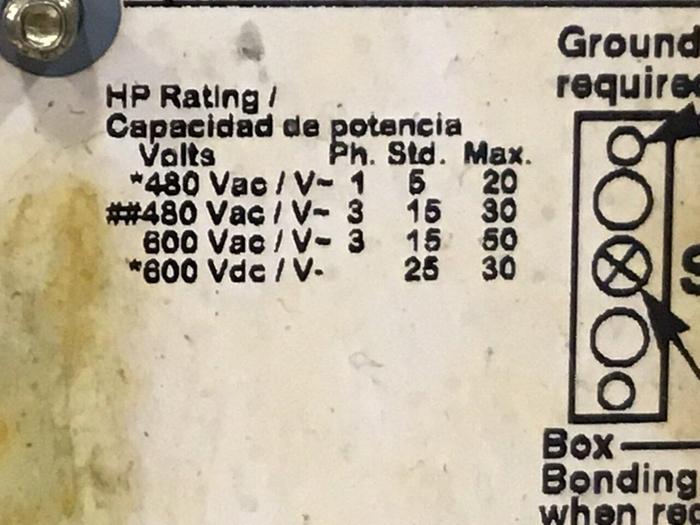 HP Rating /
Capacidad de potencia
Volts Ph. Std. Max.
*480 Vac / V~ 1 5 20
##480 Vac / V~ 3 15 30
600 Vac / V~ 3 15 50
*600 Vdc / V- 25 30
Ground
require
Box
Bonding
when req